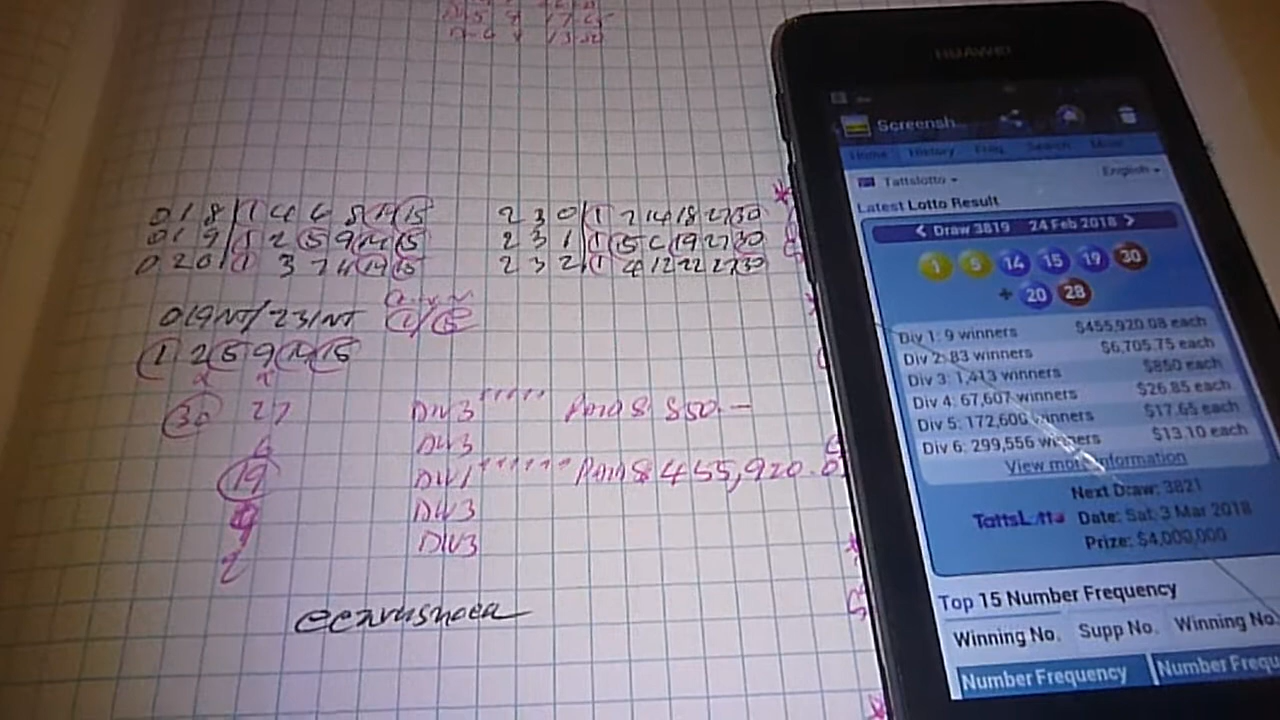 0 1 8 | 1 4 6 8 14 15
0 1 9 | 1 2 5 9 14 15
0 2 0 | 1 3 7 4 14 15
2 3 0 | 1 2 14 18 27 30
2 3 1 | 1 5 6 19 27 30
2 3 2 | 1 4 12 22 27 30
019NT/231NT
1 2 5 9 14 15
x x
30 27 Div3 Paid $ 850.-
6 Div3
19 Div1 Paid $ 455,920.0
9 Div3
2 Div3
HUAWEI
Screensh...
Home History Freq. Search More
Tattslotto English
Latest Lotto Result
Draw 3819 24 Feb 2018
1 5 14 15 19 30
+ 20 28
Div 1: 9 winners $455,920.08 each
Div 2: 83 winners $6,705.75 each
Div 3: 1,413 winners $850 each
Div 4: 67,607 winners $26.85 each
Div 5: 172,600 winners $17.65 each
Div 6: 299,556 winners $13.10 each
View more information
Next Draw: 3821
TattsLotto Date: Sat, 3 Mar 2018
Prize: $4,000,000
Top 15 Number Frequency
Winning No. Supp No. Winning No.
Number Frequency Number Frequ